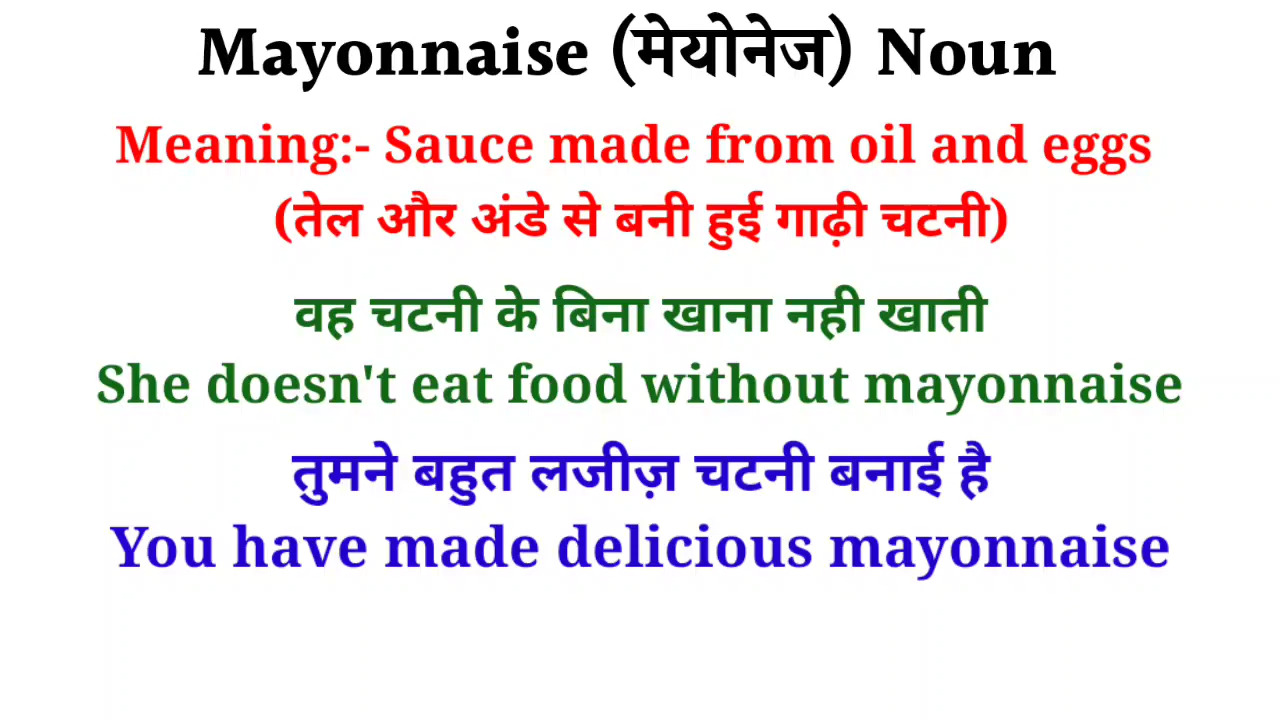 Mayonnaise (मेयोनेज) Noun
Meaning:- Sauce made from oil and eggs
(तेल और अंडे से बनी हुई गाढ़ी चटनी)
वह चटनी के बिना खाना नही खाती
She doesn't eat food without mayonnaise
तुमने बहुत लजीज़ चटनी बनाई है
You have made delicious mayonnaise